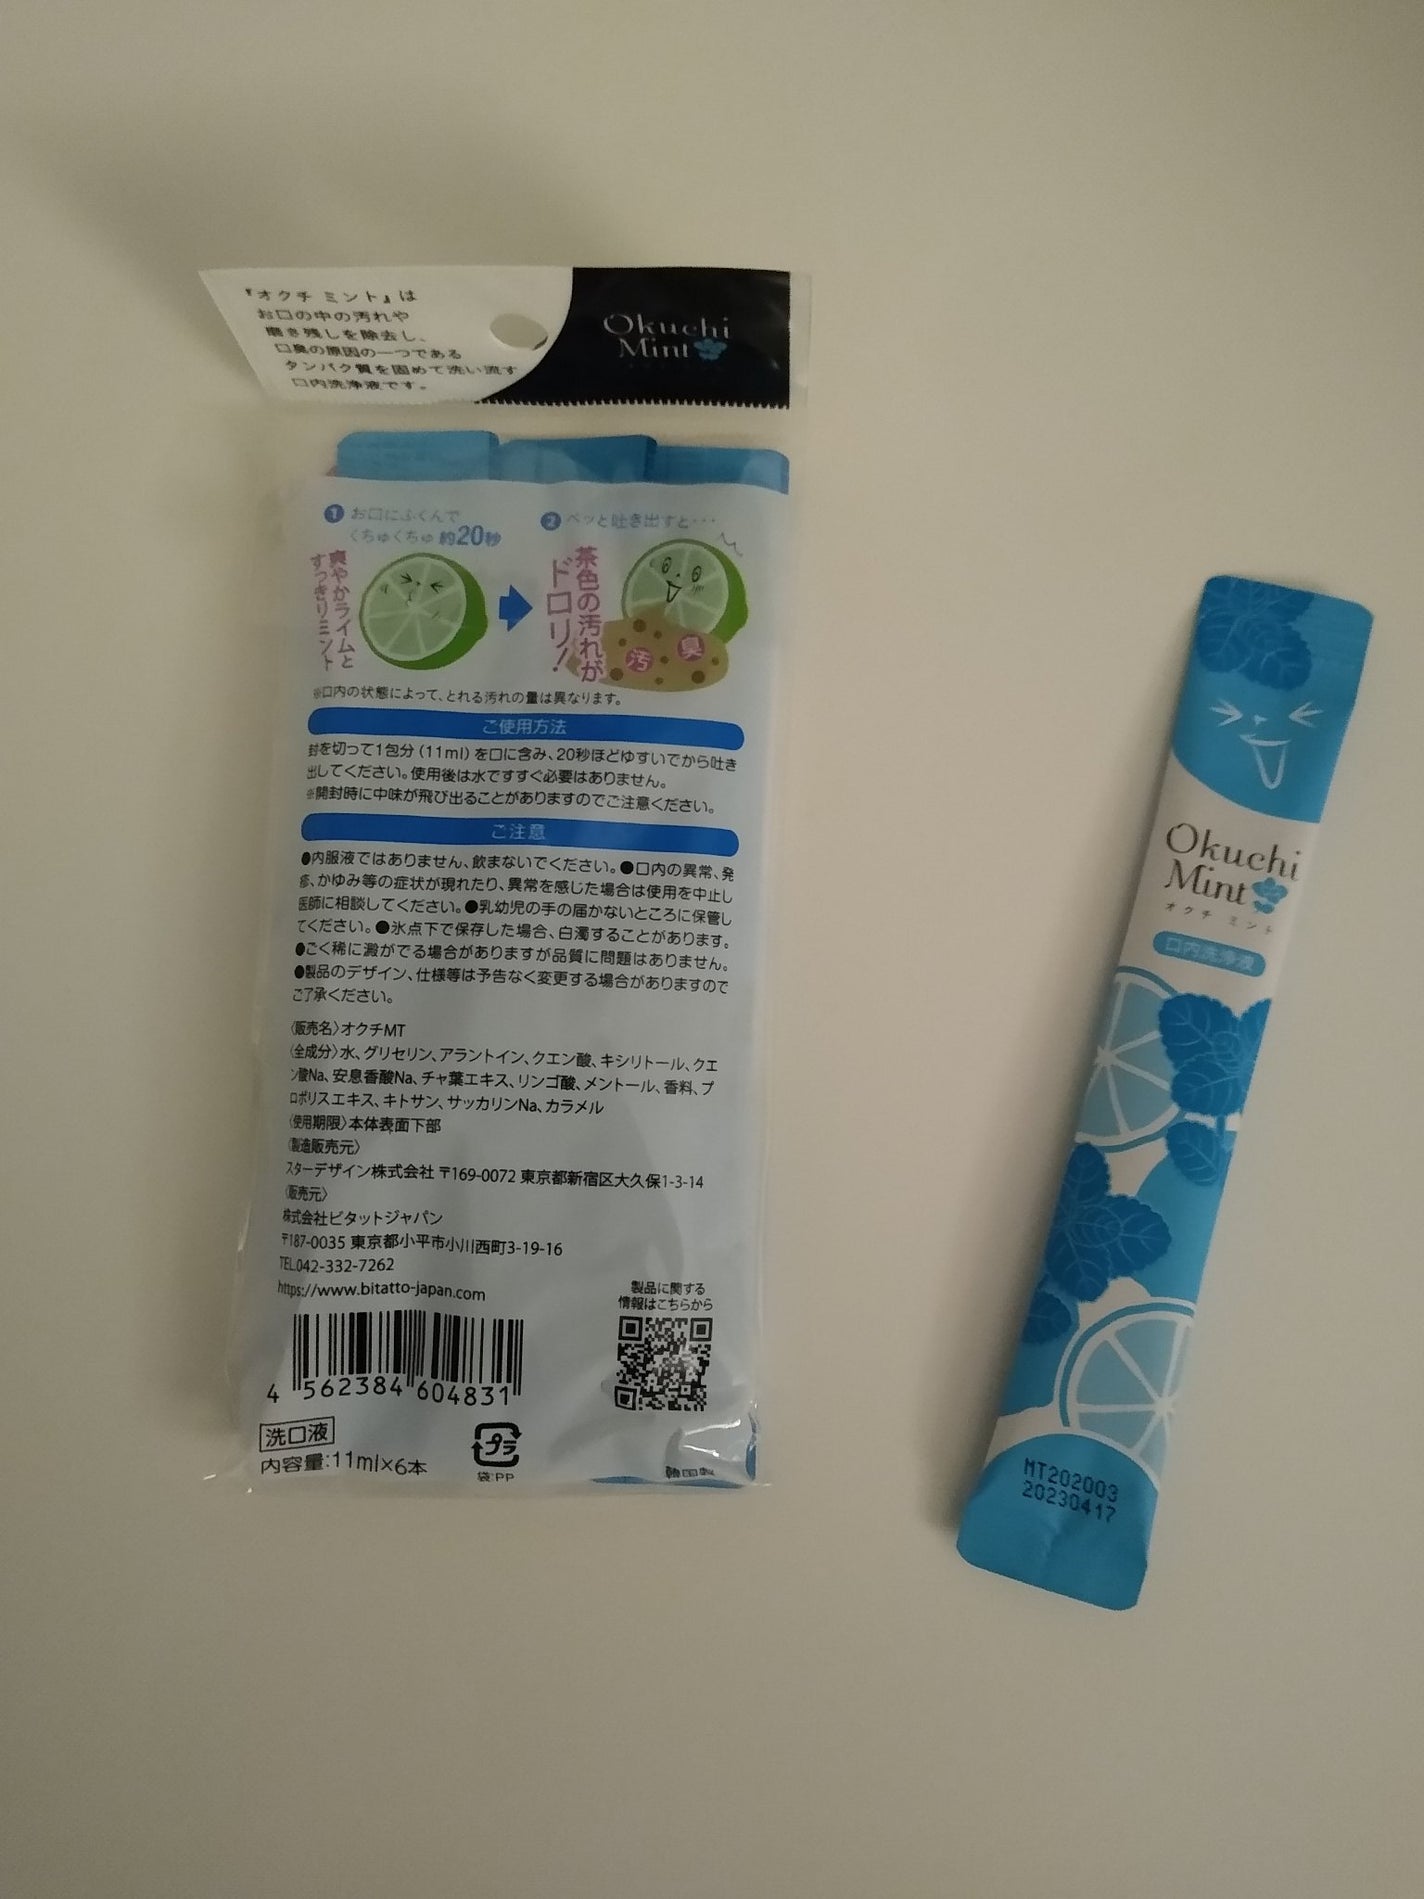 『オクチ ミント』は
お口の中の汚れや
磨き残しを除去し、
口臭の原因の一つである
タンパク質を固めて洗い流す
口内洗浄液です。
Okuchi
Mint
1 お口にふくんで
くちゅくちゅ 約20秒
爽やかライムと
すっきりミント
2 ペッと吐き出すと・・・
茶色の汚れが
ドロリ!
汚
臭
※口内の状態によって、とれる汚れの量は異なります。
ご使用方法
封を切って1包分(11ml)を口に含み、20秒ほどゆすいでから吐き
出してください。使用後は水ですすぐ必要はありません。
※開封時に中味が飛び出ることがありますのでご注意ください。
ご注意
●内服液ではありません、飲まないでください。●口内の異常、発
疹、かゆみ等の症状が現れたり、異常を感じた場合は使用を中止し
医師に相談してください。●乳幼児の手の届かないところに保管し
てください。●氷点下で保存した場合、白濁することがあります。
●ごく稀に澱がでる場合がありますが品質に問題はありません。
●製品のデザイン、仕様等は予告なく変更する場合がありますので
ご了承ください。
〈販売名〉オクチMT
〈全成分〉水、グリセリン、アラントイン、クエン酸、キシリトール、クエ
ン酸Na、安息香酸Na、チャ葉エキス、リンゴ酸、メントール、香料、プ
ロポリスエキス、キトサン、サッカリンNa、カラメル
〈使用期限〉本体表面下部
〈製造販売元〉
スターデザイン株式会社 〒169-0072 東京都新宿区大久保1-3-14
〈販売元〉
株式会社ビタットジャパン
〒187-0035 東京都小平市小川西町3-19-16
TEL.042-332-7262
https://www.bitatto-japan.com
製品に関する
情報はこちらから
4 562384 604831
洗口液
内容量:11ml×6本
プラ
袋:PP
韓国製
Okuchi
Mint
オクチ ミント
口内洗浄液
MT202003
20230417